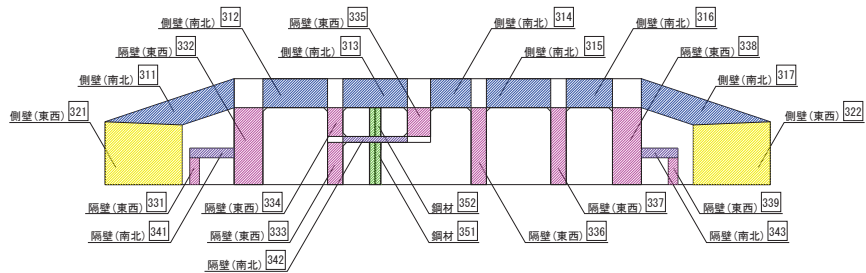 側壁(南北) 312
隔壁(東西) 335
側壁(南北) 314
側壁(南北) 316
隔壁(東西) 332
側壁(南北) 313
側壁(南北) 315
隔壁(東西) 338
側壁(南北) 311
側壁(南北) 317
側壁(東西) 321
側壁(東西) 322
隔壁(東西) 331
隔壁(東西) 334
鋼材 352
隔壁(東西) 337
隔壁(東西) 339
隔壁(南北) 341
隔壁(東西) 333
鋼材 351
隔壁(東西) 336
隔壁(南北) 343
隔壁(南北) 342